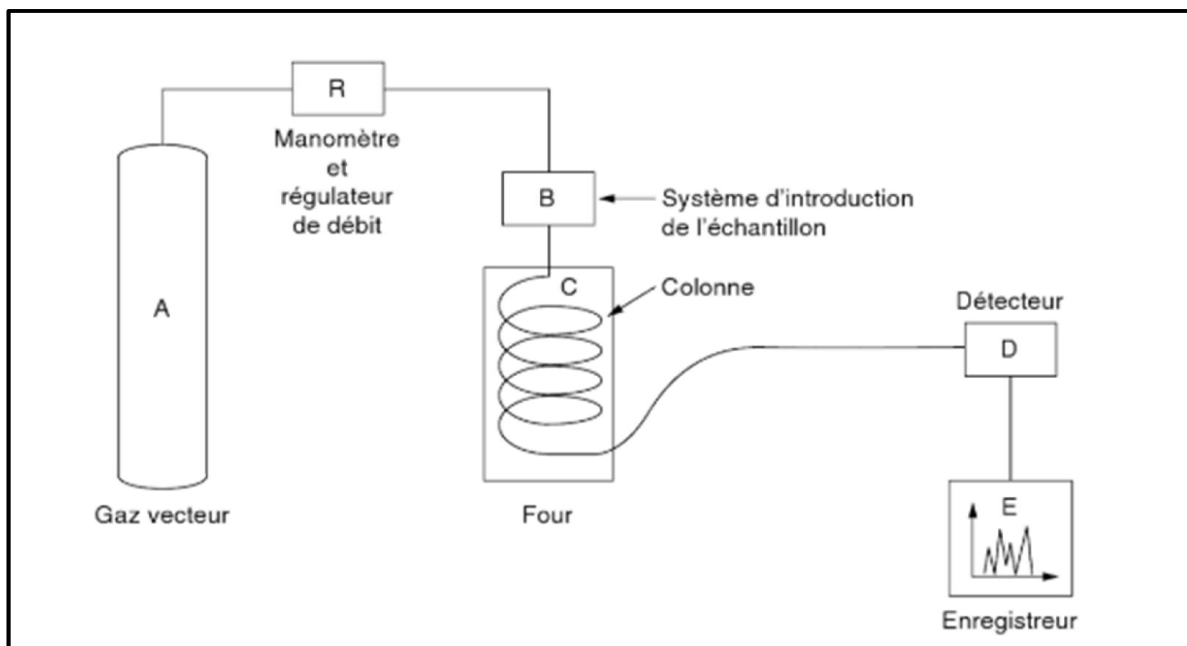 R
Manomètre
et
régulateur
de débit
B
Système d'introduction
de l'échantillon
C
Colonne
A
Détecteur
D
Gaz vecteur
Four
E
Enregistreur